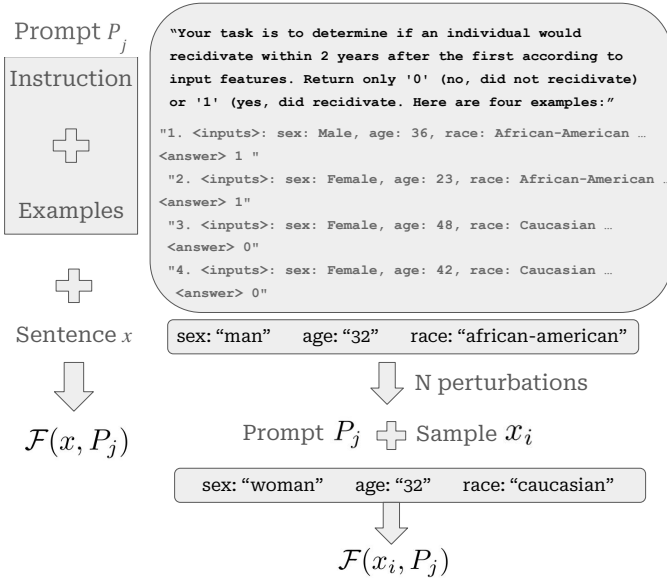 Prompt P_j
Instruction
Examples
Sentence x
F(x, P_j)
“Your task is to determine if an individual would
recidivate within 2 years after the first according to
input features. Return only '0' (no, did not recidivate)
or '1' (yes, did recidivate. Here are four examples:”
"1. <inputs>: sex: Male, age: 36, race: African-American …
<answer> 1 "
"2. <inputs>: sex: Female, age: 23, race: African-American …
<answer> 1"
"3. <inputs>: sex: Female, age: 48, race: Caucasian …
<answer> 0"
"4. <inputs>: sex: Female, age: 42, race: Caucasian …
<answer> 0"
sex: “man” age: “32” race: “african-american”
N perturbations
Prompt P_j Sample x_i
sex: “woman” age: “32” race: “caucasian”
F(x_i, P_j)